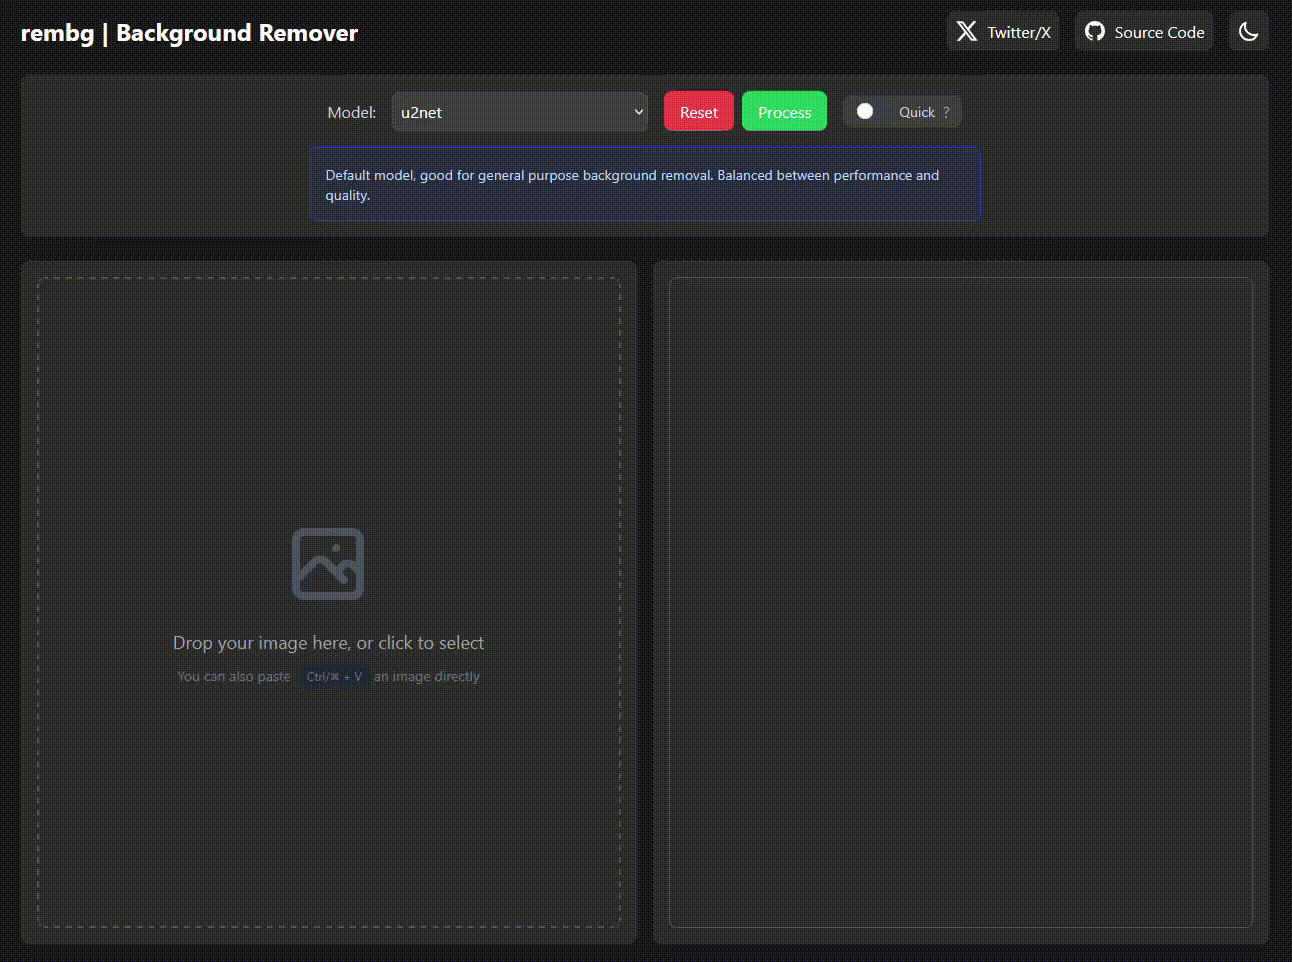 rembg | Background Remover
Twitter/X
Source Code
Model:
u2net
Reset
Process
Quick ?
Default model, good for general purpose background removal. Balanced between performance and
quality.
Drop your image here, or click to select
You can also paste Ctrl/⌘ + V an image directly